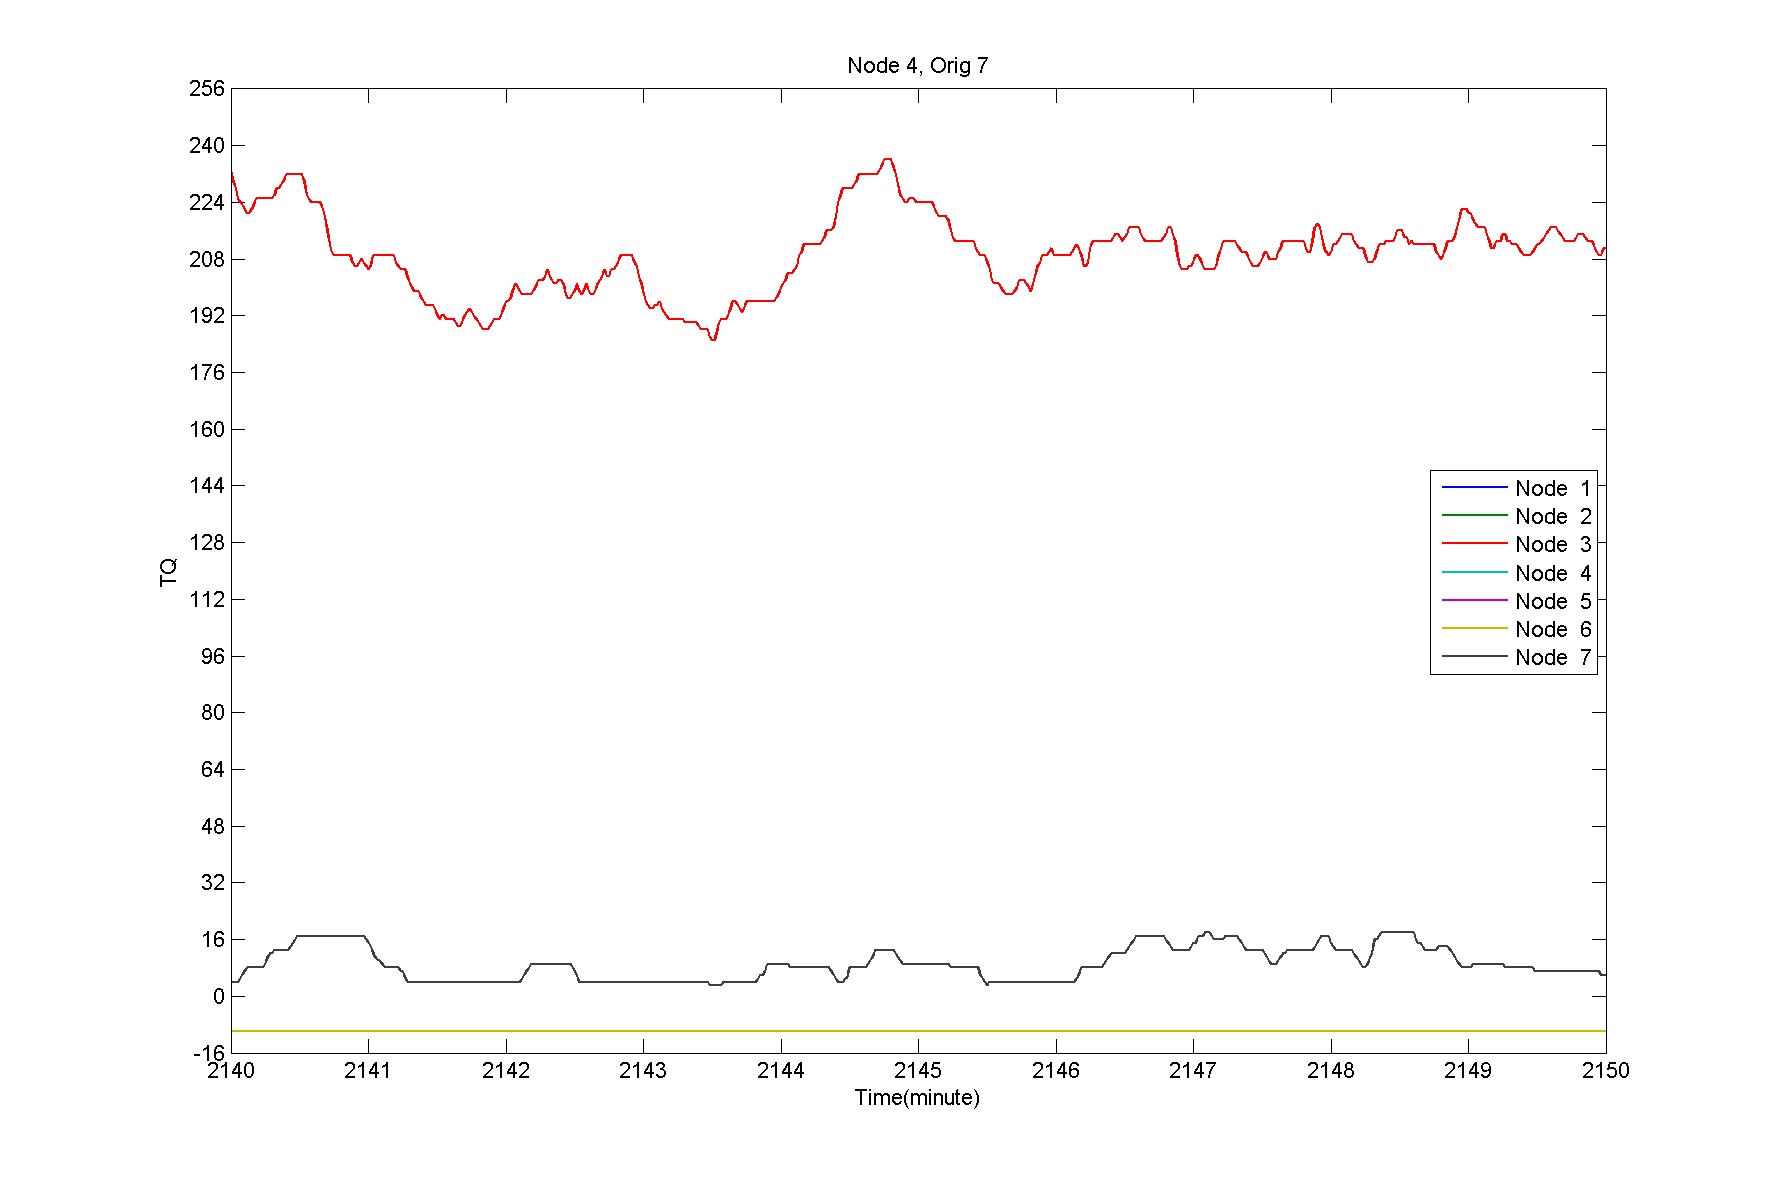 Node 4, Orig 7
256
240
224
208
192
176
160
144
128
112
96
80
64
48
32
16
0
-16
TQ
Node 1
Node 2
Node 3
Node 4
Node 5
Node 6
Node 7
2140 2141 2142 2143 2144 2145 2146 2147 2148 2149 2150
Time(minute)